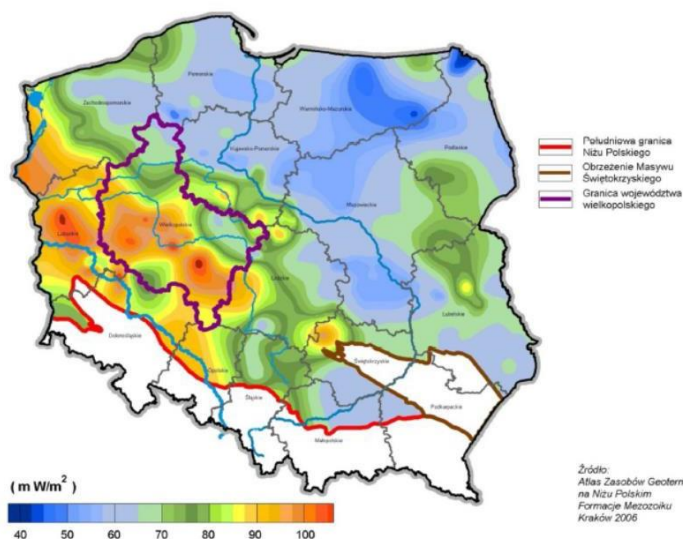 Pomorskie
Warmińsko-Mazurskie
Zachodniopomorskie
Podlaskie
Kujawsko-Pomorskie
Mazowieckie
Wielkopolskie
Lubuskie
Łódzkie
Lubelskie
Dolnośląskie
Opolskie
Świętokrzyskie
Śląskie
Podkarpackie
Małopolskie
Południowa granica
Niżu Polskiego
Obrzeżenie Masywu
Świętokrzyskiego
Granica województwa
wielkopolskiego
( m W/m² )
40 50 60 70 80 90 100
Źródło:
Atlas Zasobów Geoterm
na Niżu Polskim
Formacje Mezozoiku
Kraków 2006